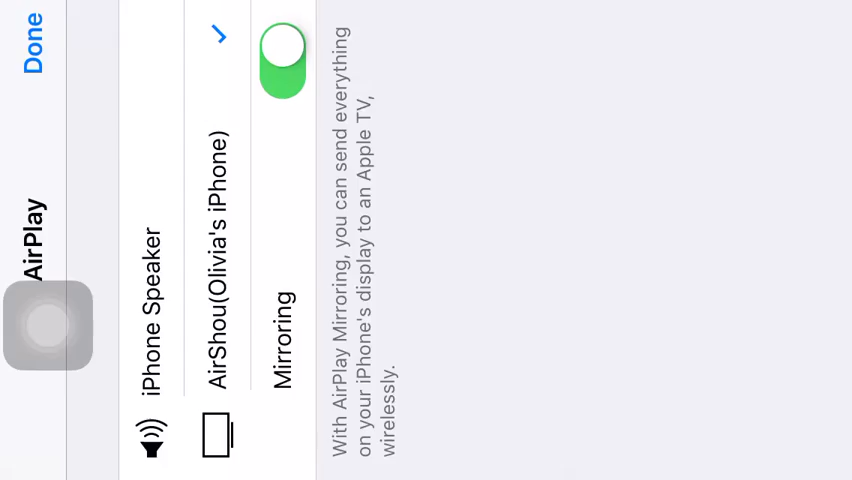 AirPlay
Done
iPhone Speaker
AirShou(Olivia's iPhone)
Mirroring
With AirPlay Mirroring, you can send everything
on your iPhone's display to an Apple TV,
wirelessly.